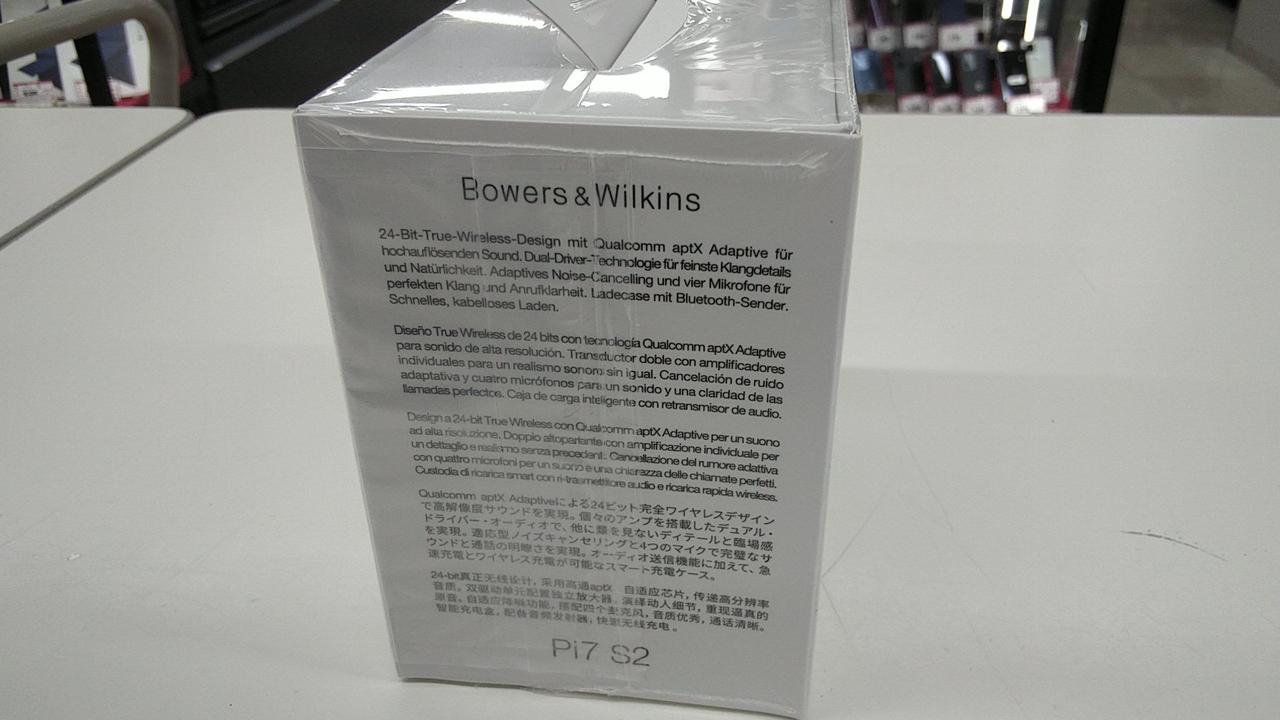 Bowers & Wilkins
24-Bit-True-Wireless-Design mit Qualcomm aptX Adaptive für
hochauflösenden Sound. Dual-Driver-Technologie für feinste Klangdetails
und Natürlichkeit. Adaptives Noise-Cancelling und vier Mikrofone für
perfekten Klang und Anrufklarheit. Ladecase mit Bluetooth-Sender.
Schnelles, kabelloses Laden.
Diseño True Wireless de 24 bits con tecnología Qualcomm aptX Adaptive
para sonido de alta resolución. Transductor doble con amplificadores
individuales para un realismo sonoro sin igual. Cancelación de ruido
adaptativa y cuatro micrófonos para un sonido y una claridad de las
llamadas perfectos. Caja de carga inteligente con retransmisor de audio.
Design a 24-bit True Wireless con Qualcomm aptX Adaptive per un suono
ad alta risoluzione. Doppio altoparlante con amplificazione individuale per
un dettaglio e realismo senza precedenti. Cancellazione del rumore adattiva
con quattro microfoni per un suono e una chiarezza delle chiamate perfetti.
Custodia di ricarica smart con ri-trasmettitore audio e ricarica rapida wireless.
Qualcomm aptX Adaptiveによる24ビット完全ワイヤレスデザイン
で高解像度サウンドを実現。個々のアンプを搭載したデュアル・
ドライバー・オーディオで、他に類を見ないディテールと臨場感
を実現。適応型ノイズキャンセリングと4つのマイクで完璧なサ
ウンドと通話の明瞭さを実現。オーディオ送信機能に加えて、急
速充電とワイヤレス充電が可能なスマート充電ケース。
24-bit真正无线设计，采用高通aptX 自适应芯片，传递高分辨率
音质。双驱动单元配置独立放大器，演绎动人细节，重现逼真的
原音。自适应降噪功能，搭配四个麦克风，音质优秀，通话清晰。
智能充电盒，配备音频发射器，快速无线充电。
Pi7 S2